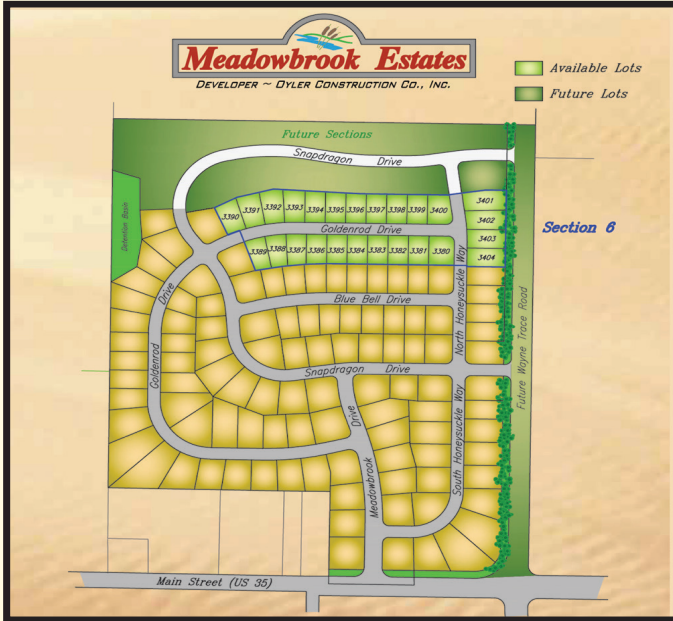 Meadowbrook Estates
Developer ~ Oyler Construction Co., Inc.
Available Lots
Future Lots
Future Sections
Snapdragon Drive
3390
3391
3392
3393
3394
3395
3396
3397
3398
3399
3400
3401
3402
3403
3404
Section 6
Goldenrod Drive
3389
3388
3387
3386
3385
3384
3383
3382
3381
3380
Detention Basin
Blue Bell Drive
North Honeysuckle Way
Future Wayne Trace Road
Goldenrod Drive
Snapdragon Drive
Meadowbrook Drive
South Honeysuckle Way
Main Street (US 35)